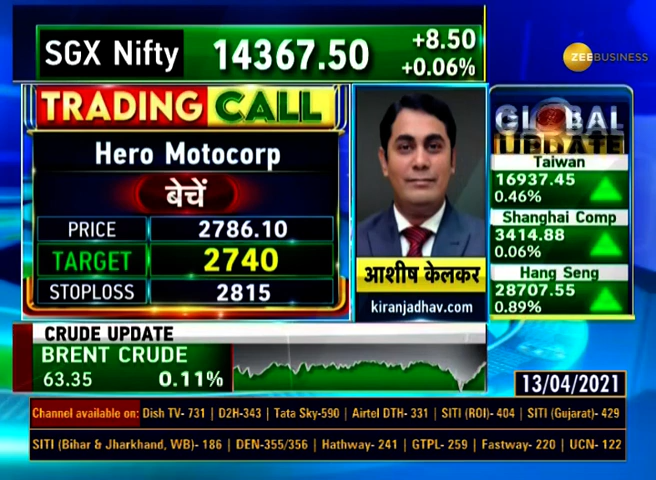 SGX Nifty 14367.50 +8.50
+0.06%
ZEEBUSINESS
TRADING CALL
Hero Motocorp
बेचें
PRICE 2786.10
TARGET 2740
STOPLOSS 2815
आशीष केलकर
kiranjadhav.com
GLOBAL
UPDATE
Taiwan
16937.45
0.46%
Shanghai Comp
3414.88
0.06%
Hang Seng
28707.55
0.89%
CRUDE UPDATE
BRENT CRUDE
63.35 0.11%
13/04/2021
Channel available on: Dish TV- 731 | D2H-343 | Tata Sky-590 | Airtel DTH- 331 | SITI (ROI)- 404 | SITI (Gujarat)- 429
SITI (Bihar & Jharkhand, WB)- 186 | DEN-355/356 | Hathway- 241 | GTPL- 259 | Fastway- 220 | UCN- 122